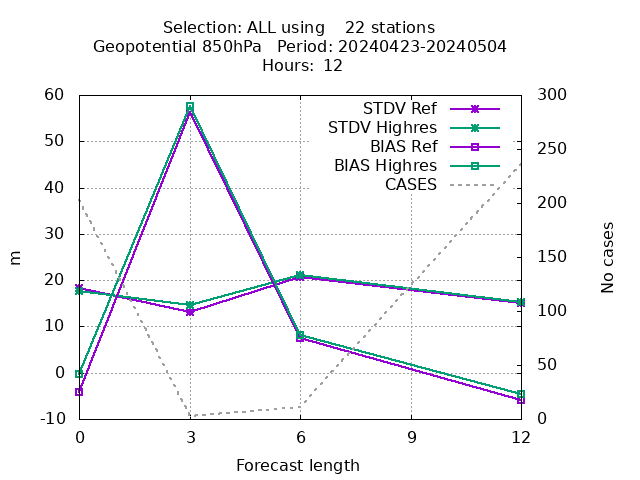 Selection: ALL using    22 stations
Geopotential 850hPa   Period: 20240423-20240504
Hours:  12
STDV Ref
STDV Highres
BIAS Ref
BIAS Highres
CASES
60
50
40
30
20
10
0
-10
m
300
250
200
150
100
50
0
No cases
0
3
6
9
12
Forecast length